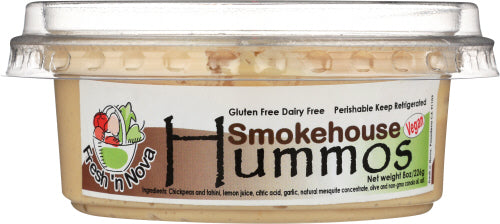 Gluten Free Dairy Free Perishable Keep Refrigerated
Smokehouse Vegan
Hummos
Net weight 8oz/226g
Fresh 'n Nova
Ingredients: Chickpeas and tahini, lemon juice, citric acid, garlic, natural mesquite concentrate, olive and non-gmo canola oil